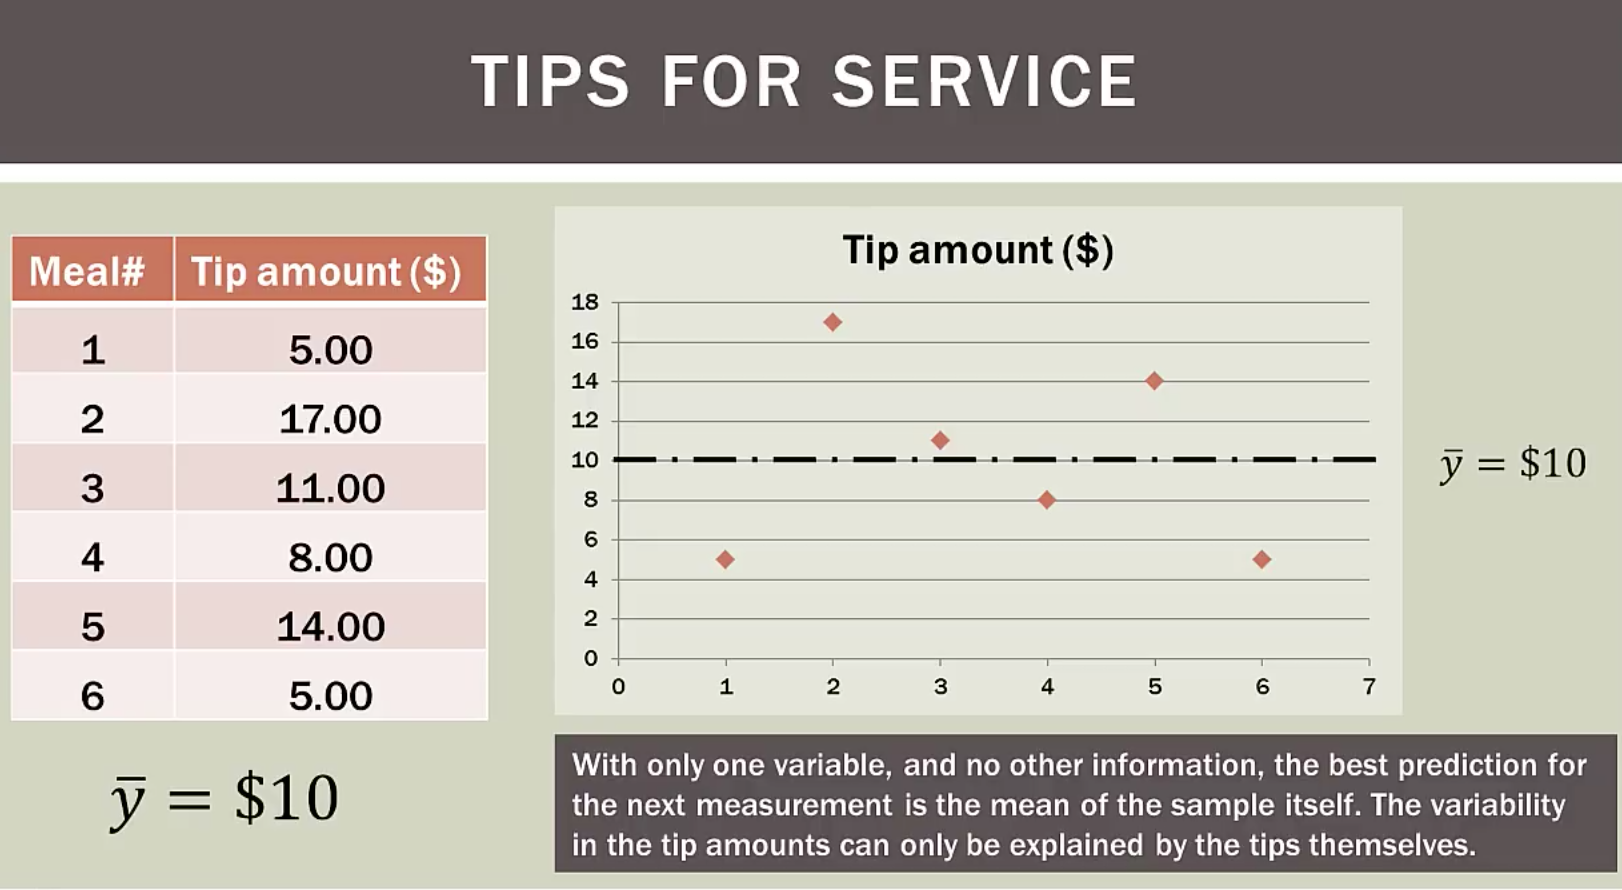 TIPS FOR SERVICE
Meal# Tip amount ($)
1 5.00
2 17.00
3 11.00
4 8.00
5 14.00
6 5.00
ȳ = $10
Tip amount ($)
18
16
14
12
10
8
6
4
2
0
0 1 2 3 4 5 6 7
ȳ = $10
With only one variable, and no other information, the best prediction for
the next measurement is the mean of the sample itself. The variability
in the tip amounts can only be explained by the tips themselves.